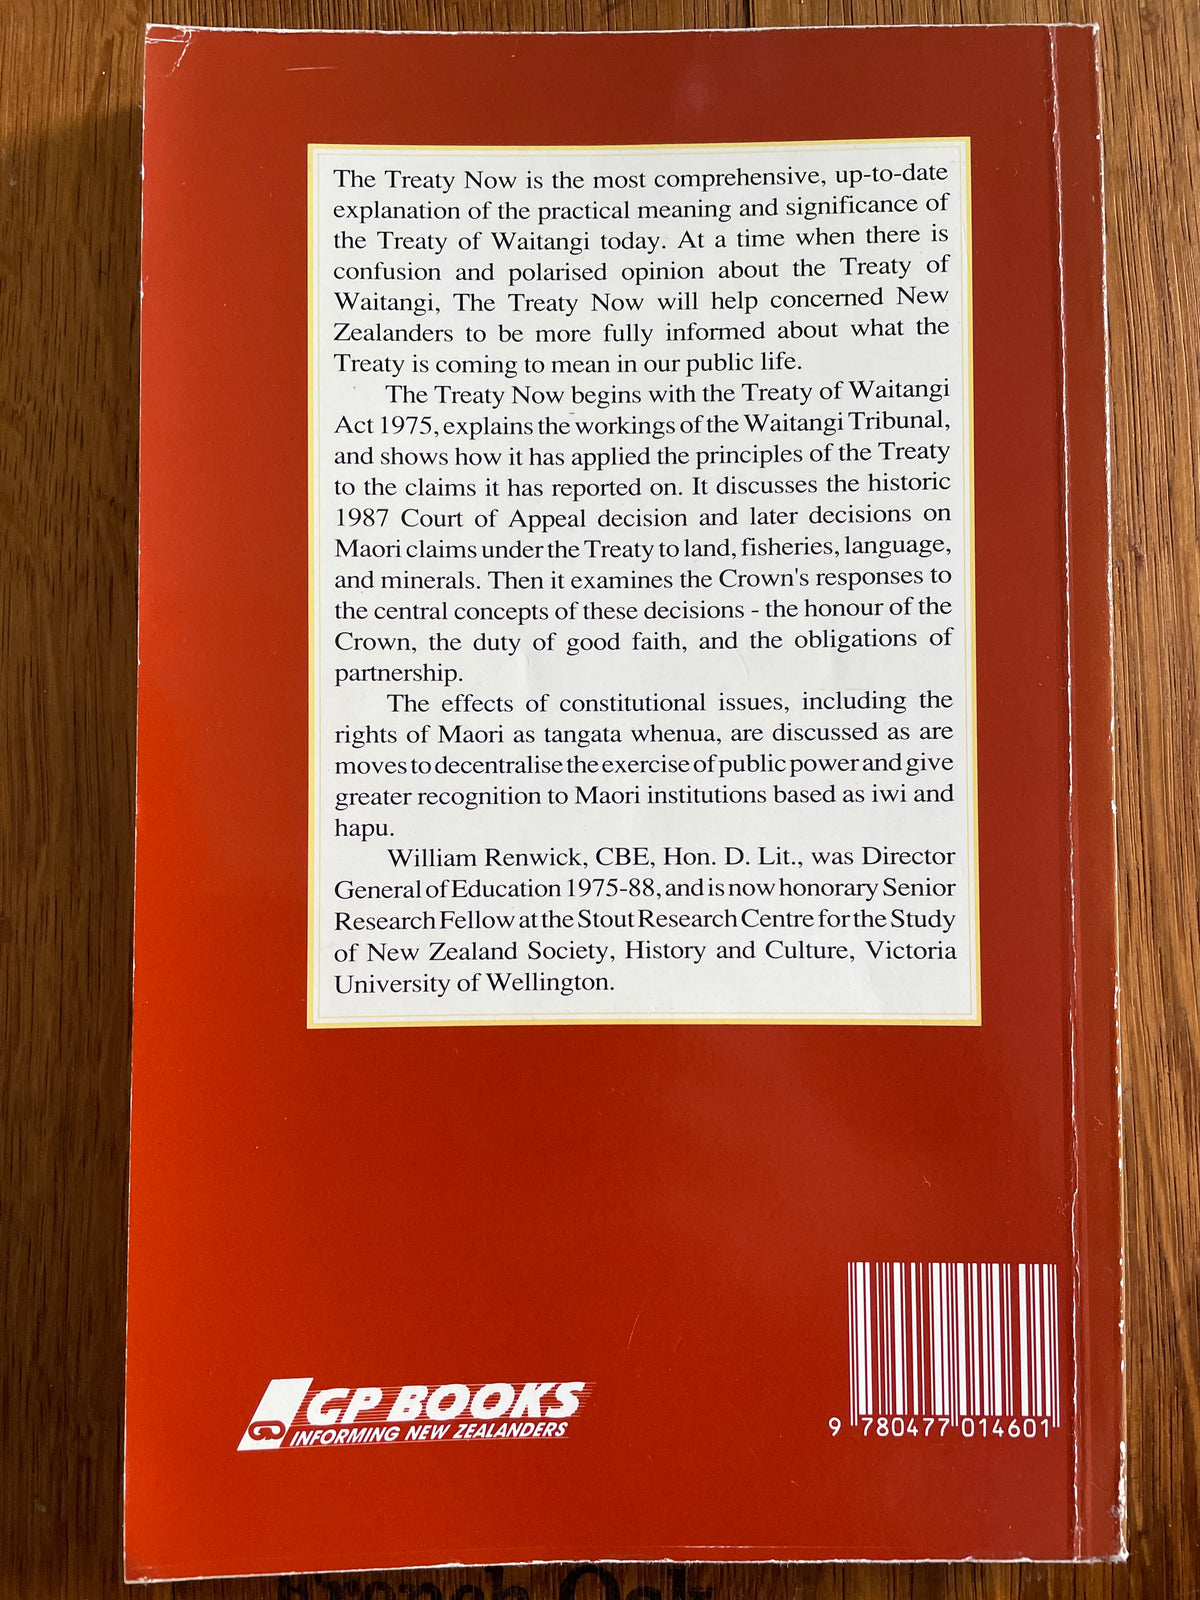 The Treaty Now is the most comprehensive, up-to-date
explanation of the practical meaning and significance of
the Treaty of Waitangi today. At a time when there is
confusion and polarised opinion about the Treaty of
Waitangi, The Treaty Now will help concerned New
Zealanders to be more fully informed about what the
Treaty is coming to mean in our public life.
The Treaty Now begins with the Treaty of Waitangi
Act 1975, explains the workings of the Waitangi Tribunal,
and shows how it has applied the principles of the Treaty
to the claims it has reported on. It discusses the historic
1987 Court of Appeal decision and later decisions on
Maori claims under the Treaty to land, fisheries, language,
and minerals. Then it examines the Crown's responses to
the central concepts of these decisions - the honour of the
Crown, the duty of good faith, and the obligations of
partnership.
The effects of constitutional issues, including the
rights of Maori as tangata whenua, are discussed as are
moves to decentralise the exercise of public power and give
greater recognition to Maori institutions based as iwi and
hapu.
William Renwick, CBE, Hon. D. Lit., was Director
General of Education 1975-88, and is now honorary Senior
Research Fellow at the Stout Research Centre for the Study
of New Zealand Society, History and Culture, Victoria
University of Wellington.
GP BOOKS
INFORMING NEW ZEALANDERS
9 780477 014601